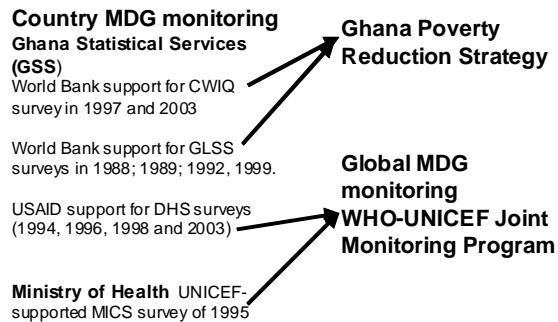 Country MDG monitoring
Ghana Statistical Services
(GSS)
World Bank support for CWIQ
survey in 1997 and 2003
World Bank support for GLSS
surveys in 1988; 1989; 1992, 1999.
USAID support for DHS surveys
(1994, 1996, 1998 and 2003)
Ministry of Health UNICEF-
supported MICS survey of 1995
Ghana Poverty
Reduction Strategy
Global MDG
monitoring
WHO-UNICEF Joint
Monitoring Program